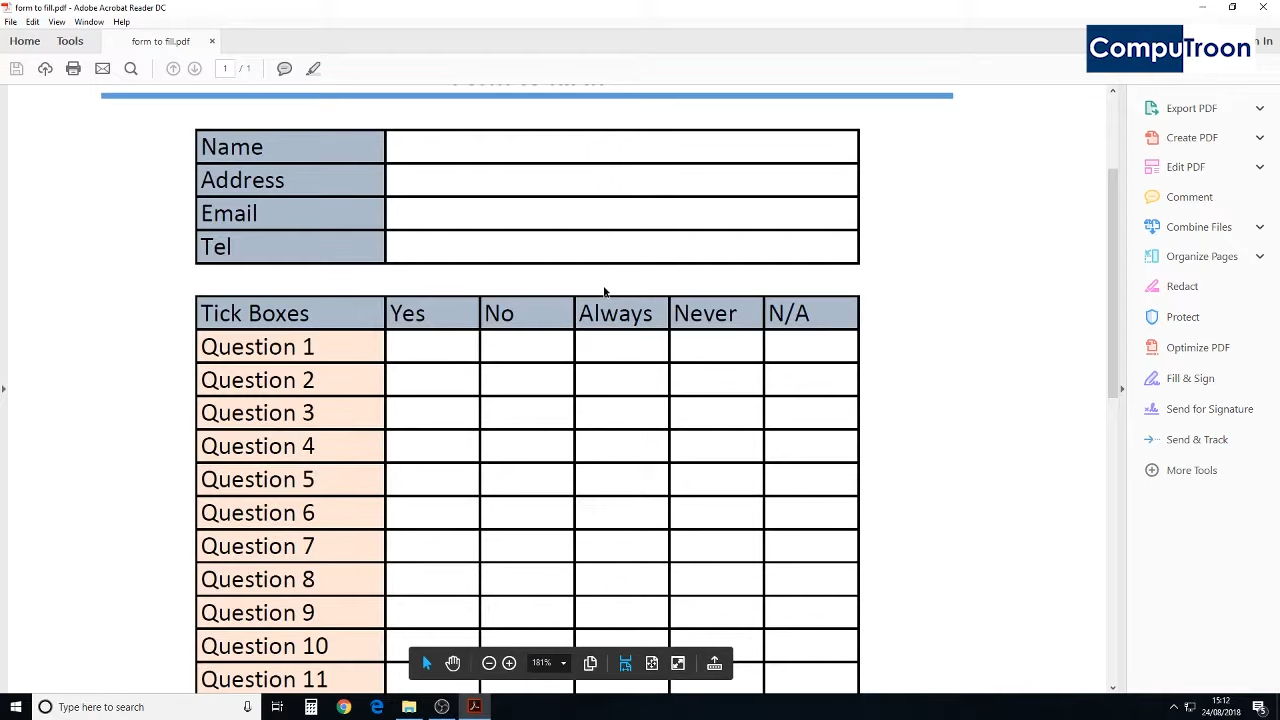 form to fill.pdf - Adobe Acrobat Reader DC
File Edit View Window Help
Home Tools form to fill.pdf × In
CompuTroon
1 / 1
Name
Address
Email
Tel
Tick Boxes Yes No Always Never N/A
Question 1
Question 2
Question 3
Question 4
Question 5
Question 6
Question 7
Question 8
Question 9
Question 10
Question 11
Export PDF
Create PDF
Edit PDF
Comment
Combine Files
Organize Pages
Redact
Protect
Optimize PDF
Fill & Sign
Send for Signature
Send & Track
More Tools
181%
Type here to search
15:12
24/08/2018